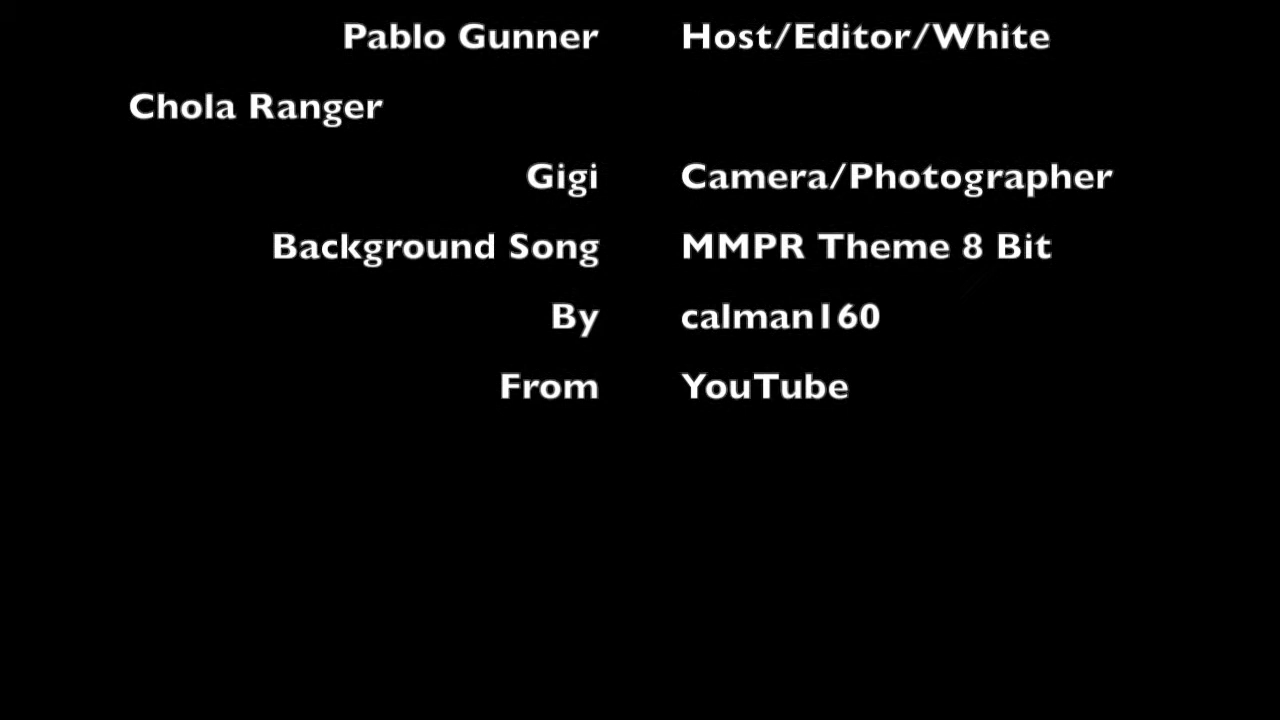 Pablo Gunner Host/Editor/White
Chola Ranger
Gigi Camera/Photographer
Background Song MMPR Theme 8 Bit
By calman160
From YouTube